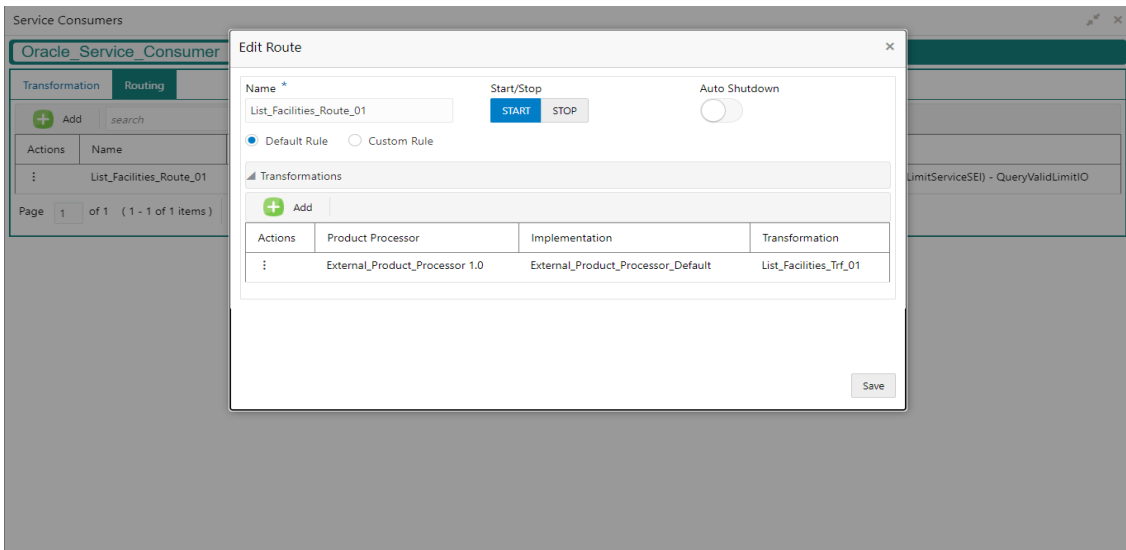 Service Consumers
Oracle_Service_Consumer
Transformation Routing
Add search
Actions Name
List_Facilities_Route_01 LimitServiceSEI) - QueryValidLimitIO
Page 1 of 1 ( 1 - 1 of 1 items )
Edit Route
Name * Start/Stop Auto Shutdown
List_Facilities_Route_01 START STOP
Default Rule Custom Rule
Transformations
Add
Actions Product Processor Implementation Transformation
External_Product_Processor 1.0 External_Product_Processor_Default List_Facilities_Trf_01
Save